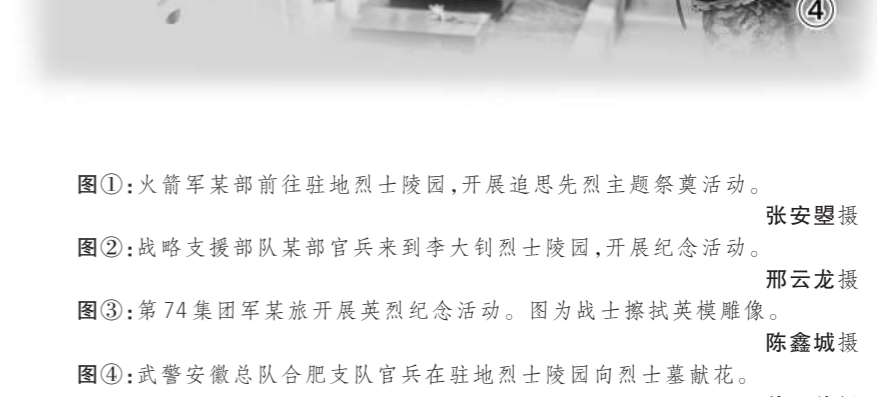 ④
图①:火箭军某部前往驻地烈士陵园,开展追思先烈主题祭奠活动。
张安曌摄
图②:战略支援部队某部官兵来到李大钊烈士陵园,开展纪念活动。
邢云龙摄
图③:第74集团军某旅开展英烈纪念活动。图为战士擦拭英模雕像。
陈鑫城摄
图④:武警安徽总队合肥支队官兵在驻地烈士陵园向烈士墓献花。